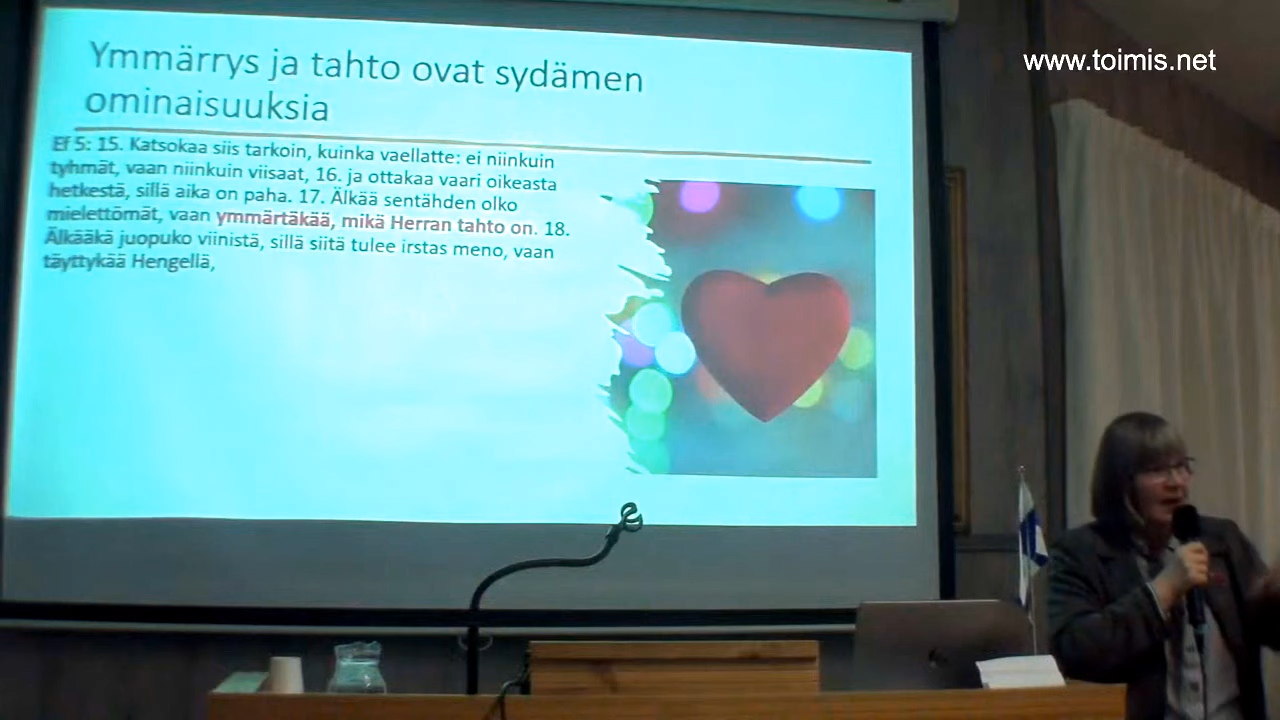 www.toimis.net
Ymmärrys ja tahto ovat sydämen
ominaisuuksia
Ef 5: 15. Katsokaa siis tarkoin, kuinka vaellatte: ei niinkuin
tyhmät, vaan niinkuin viisaat, 16. ja ottakaa vaari oikeasta
hetkestä, sillä aika on paha. 17. Älkää sentähden olko
mielettömät, vaan ymmärtäkää, mikä Herran tahto on. 18.
Älkääkä juopuko viinistä, sillä siitä tulee irstas meno, vaan
täyttykää Hengellä,